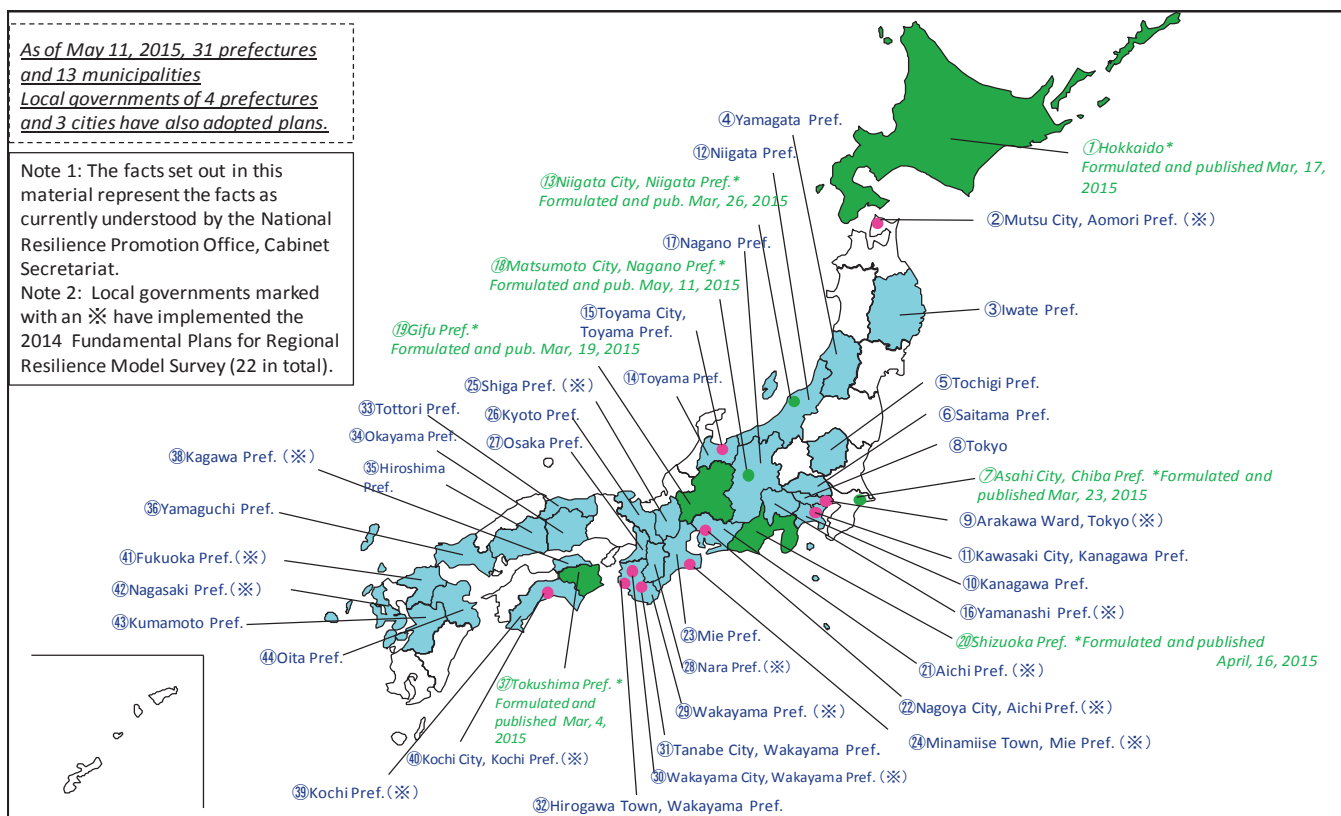 As of May 11, 2015, 31 prefectures
and 13 municipalities
Local governments of 4 prefectures
and 3 cities have also adopted plans.
Note 1: The facts set out in this
material represent the facts as
currently understood by the National
Resilience Promotion Office, Cabinet
Secretariat.
Note 2: Local governments marked
with an ※ have implemented the
2014 Fundamental Plans for Regional
Resilience Model Survey (22 in total).
④Yamagata Pref.
⑫Niigata Pref.
⑬Niigata City, Niigata Pref.*
Formulated and pub. Mar, 26, 2015
⑰Nagano Pref.
⑱Matsumoto City, Nagano Pref.*
Formulated and pub. May, 11, 2015
⑮Toyama City,
Toyama Pref.
⑲Gifu Pref.*
Formulated and pub. Mar, 19, 2015
⑭Toyama Pref.
㉕Shiga Pref. (※)
㉖Kyoto Pref.
㉗Osaka Pref.
㉝Tottori Pref.
㉞Okayama Pref.
㉟Hiroshima
Pref.
㊳Kagawa Pref. (※)
㊱Yamaguchi Pref.
㊶Fukuoka Pref.(※)
㊷Nagasaki Pref.(※)
㊸Kumamoto Pref.
㊹Oita Pref.
①Hokkaido*
Formulated and published Mar, 17,
2015
②Mutsu City, Aomori Pref.(※)
③Iwate Pref.
⑤Tochigi Pref.
⑥Saitama Pref.
⑧Tokyo
⑦Asahi City, Chiba Pref. *Formulated and
published Mar, 23, 2015
⑨Arakawa Ward, Tokyo(※)
⑪Kawasaki City, Kanagawa Pref.
⑩Kanagawa Pref.
⑯Yamanashi Pref.(※)
⑳Shizuoka Pref. *Formulated and published
April, 16, 2015
㉑Aichi Pref.(※)
㉒Nagoya City, Aichi Pref.(※)
㉔Minamiise Town, Mie Pref.(※)
㉓Mie Pref.
㉘Nara Pref.(※)
㉙Wakayama Pref.(※)
㉛Tanabe City, Wakayama Pref.
㉚Wakayama City, Wakayama Pref.(※)
㉜Hirogawa Town, Wakayama Pref.
㊲Tokushima Pref.*
Formulated and
published Mar, 4,
2015
㊵Kochi City, Kochi Pref.(※)
㊴Kochi Pref.(※)